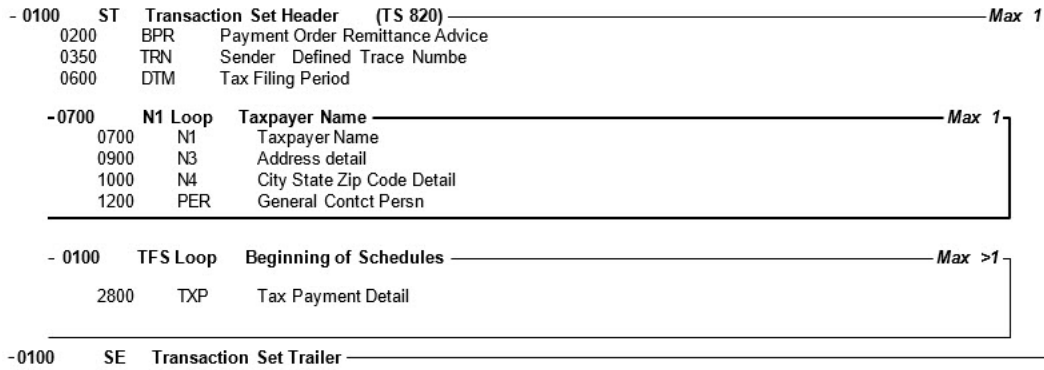 - 0100 ST Transaction Set Header (TS 820) Max 1
0200 BPR Payment Order Remittance Advice
0350 TRN Sender Defined Trace Numbe
0600 DTM Tax Filing Period
-0700 N1 Loop Taxpayer Name Max 1
0700 N1 Taxpayer Name
0900 N3 Address detail
1000 N4 City State Zip Code Detail
1200 PER General Contct Persn
- 0100 TFS Loop Beginning of Schedules Max >1
2800 TXP Tax Payment Detail
-0100 SE Transaction Set Trailer